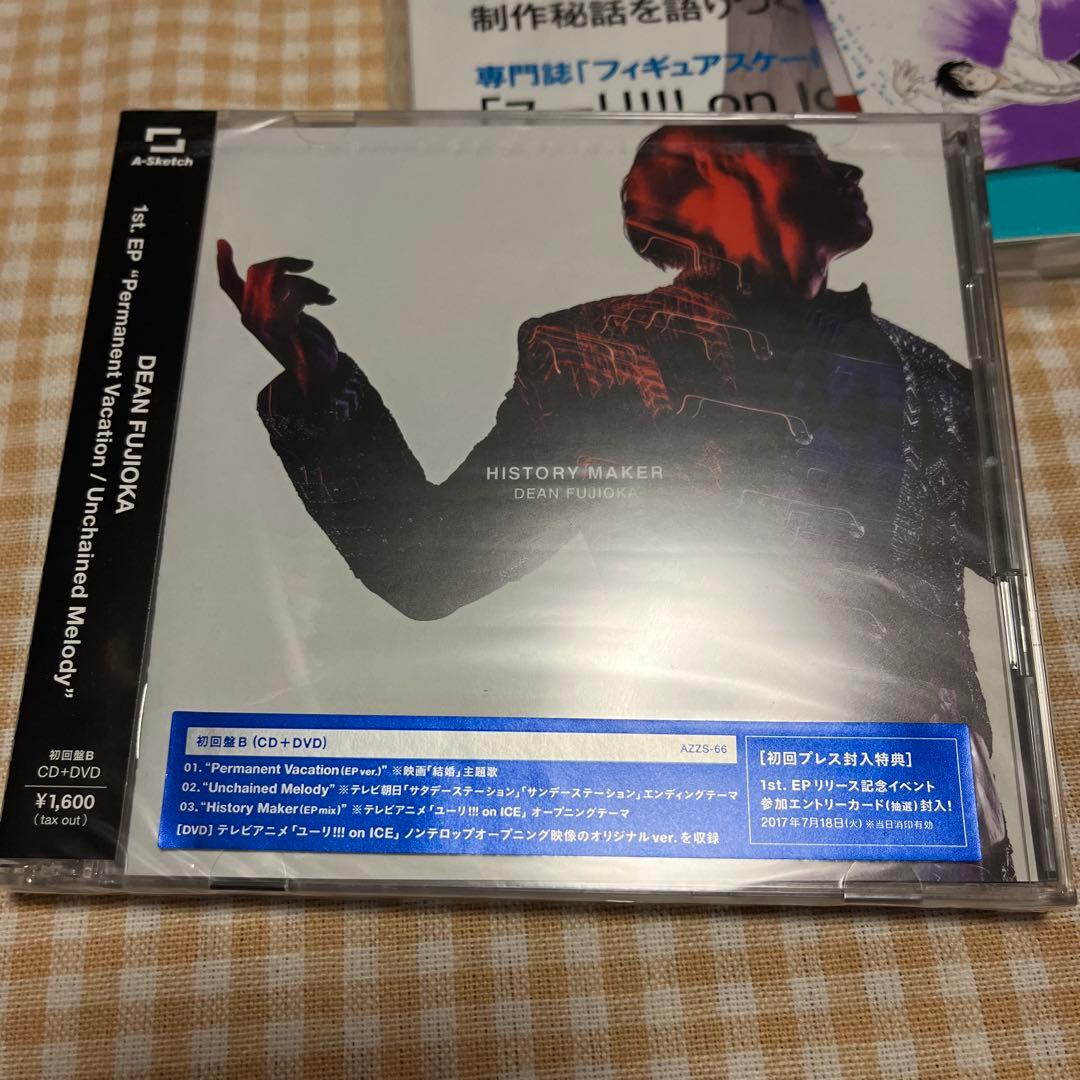 制作秘話を語りつく
専門誌「フィギュアスケート
「ユーリ!!! on Ic
A-Sketch
DEAN FUJIOKA
1st. EP “Permanent Vacation / Unchained Melody”
初回盤B
CD+DVD
¥1,600
(tax out)
HISTORY MAKER
DEAN FUJIOKA
初回盤B (CD+DVD)
AZZS-66
01.“Permanent Vacation(EP ver.)” ※映画「結婚」主題歌
02.“Unchained Melody” ※テレビ朝日「サタデーステーション」「サンデーステーション」エンディングテーマ
03.“History Maker(EP mix)” ※テレビアニメ「ユーリ!!! on ICE」オープニングテーマ
[DVD] テレビアニメ「ユーリ!!! on ICE」ノンテロップオープニング映像のオリジナルver.を収録
[初回プレス封入特典]
1st. EPリリース記念イベント
参加エントリーカード(抽選)封入!
2017年7月18日(火) ※当日消印有効